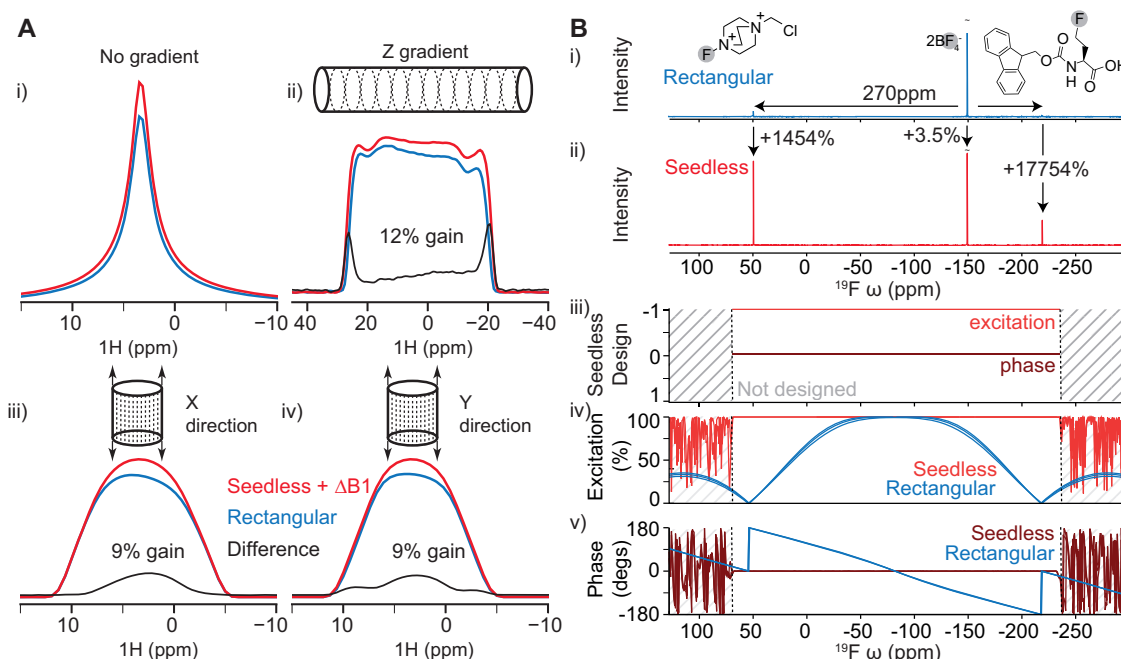 A
No gradient
i)
10 0 −10
1H (ppm)
Z gradient
ii)
12% gain
40 20 0 −20 −40
1H (ppm)
iii)
X
direction
9% gain
10 0
1H (ppm)
iv)
Y
direction
Seedless + ΔB1
Rectangular
Difference
9% gain
10 0
1H (ppm)
B
i)
Intensity
Rectangular
F
N+
N+
Cl
2BF4-
~
F
O
O
N
H
O
OH
270ppm
+1454%
+3.5%
+17754%
ii)
Intensity
Seedless
~
100 50 0 -50 -100 -150 -200 -250
19F ω (ppm)
iii)
Seedless
Design
-1
0
1
excitation
phase
Not designed
iv)
Excitation
(%)
100
50
0
Seedless
Rectangular
v)
Phase
(degs)
180
0
-180
Seedless
Rectangular
100 50 0 -50 -100 -150 -200 -250
19F ω (ppm)